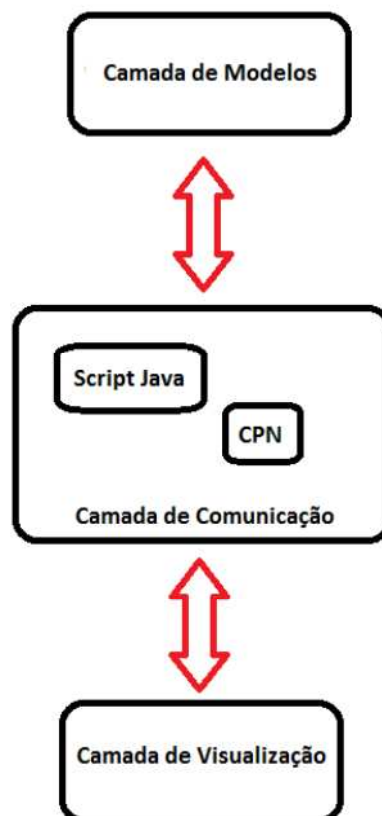 Camada de Modelos
Script Java
CPN
Camada de Comunicação
Camada de Visualização